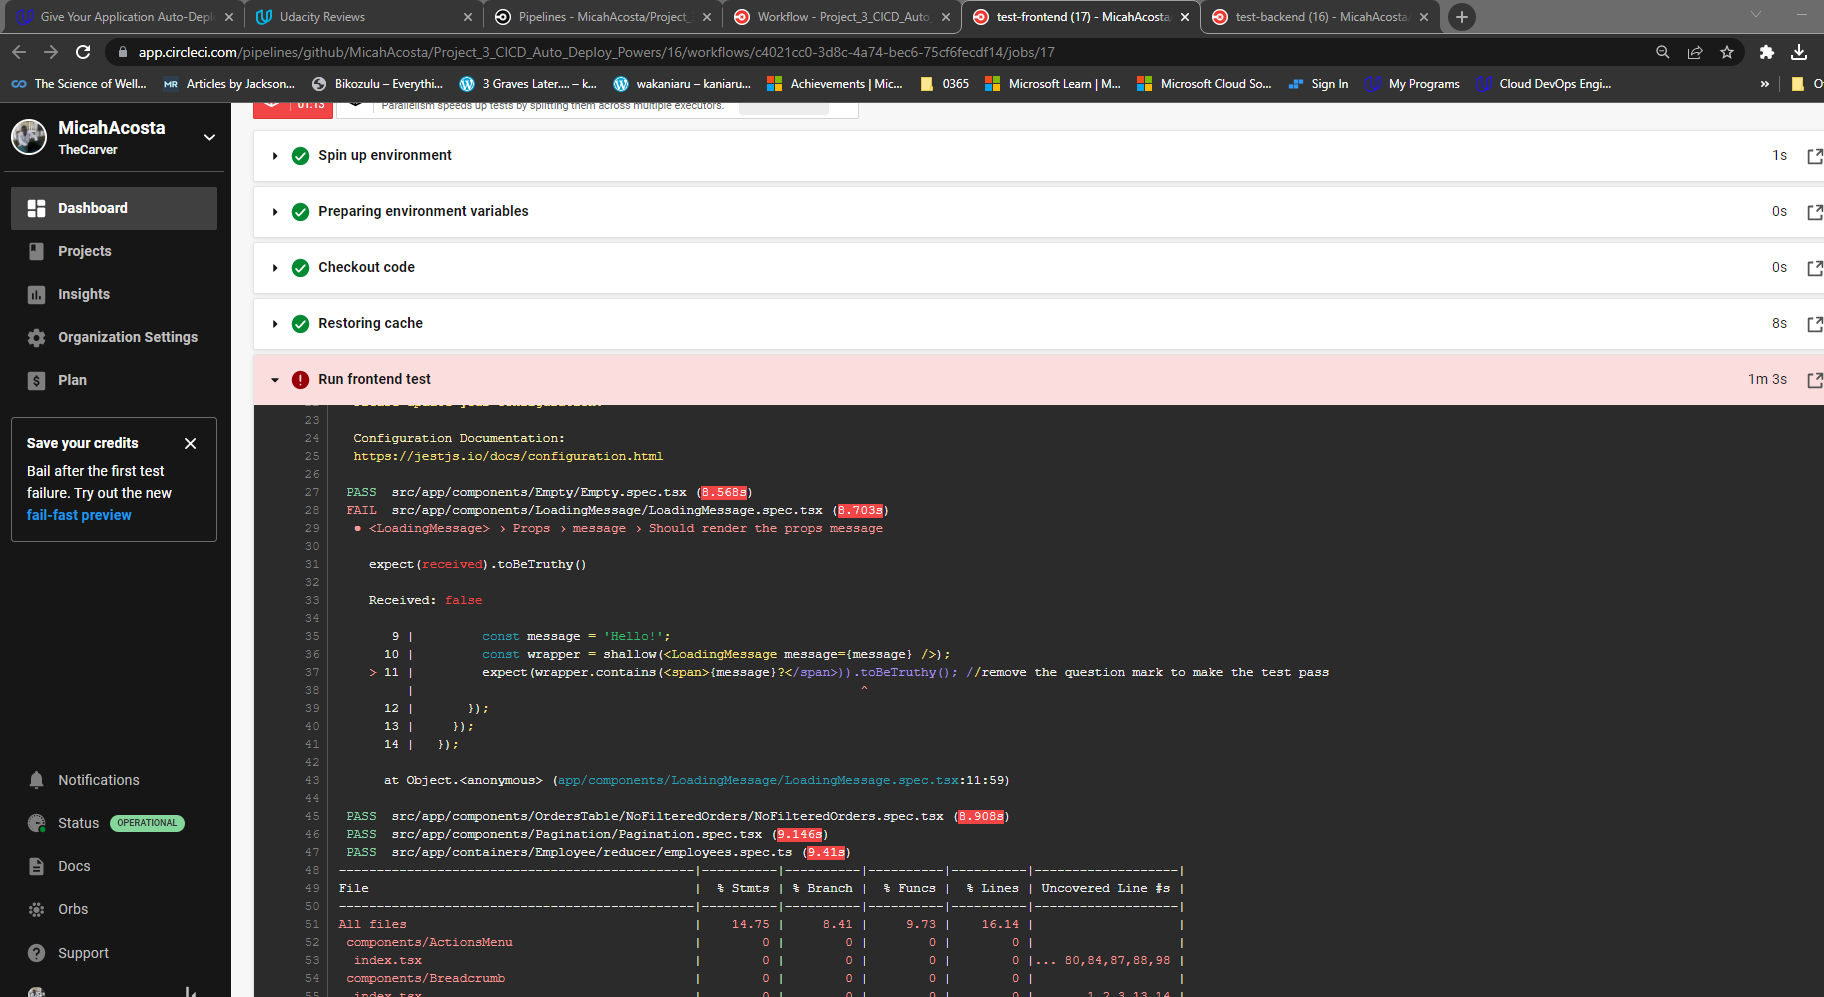 Give Your Application Auto-Depl
Udacity Reviews
Pipelines - MicahAcosta/Project_
Workflow - Project_3_CICD_Auto_
test-frontend (17) - MicahAcosta
test-backend (16) - MicahAcosta/
app.circleci.com/pipelines/github/MicahAcosta/Project_3_CICD_Auto_Deploy_Powers/16/workflows/c4021cc0-3d8c-4a74-bec6-75cf6fecdf14/jobs/17
The Science of Well...
MR Articles by Jackson...
Bikozulu – Everythi...
3 Graves Later.... – k...
wakaniaru – kaniaru...
Achievements | Mic...
0365
Microsoft Learn | M...
Microsoft Cloud So...
Sign In
My Programs
Cloud DevOps Engi...
»
MicahAcosta
TheCarver
01:13
Parallelism speeds up tests by splitting them across multiple executors.
Dashboard
Projects
Insights
Organization Settings
Plan
Save your credits
Bail after the first test
failure. Try out the new
fail-fast preview
Notifications
Status OPERATIONAL
Docs
Orbs
Support
Spin up environment 1s
Preparing environment variables 0s
Checkout code 0s
Restoring cache 8s
Run frontend test 1m 3s
23
24 Configuration Documentation:
25 https://jestjs.io/docs/configuration.html
26
27 PASS src/app/components/Empty/Empty.spec.tsx (8.568s)
28 FAIL src/app/components/LoadingMessage/LoadingMessage.spec.tsx (8.703s)
29 ● <LoadingMessage> › Props › message › Should render the props message
30
31 expect(received).toBeTruthy()
32
33 Received: false
34
35 9 | const message = 'Hello!';
36 10 | const wrapper = shallow(<LoadingMessage message={message} />);
37 > 11 | expect(wrapper.contains(<span>{message}?</span>)).toBeTruthy(); //remove the question mark to make the test pass
38 | ^
39 12 | });
40 13 | });
41 14 | });
42
43 at Object.<anonymous> (app/components/LoadingMessage/LoadingMessage.spec.tsx:11:59)
44
45 PASS src/app/components/OrdersTable/NoFilteredOrders/NoFilteredOrders.spec.tsx (8.908s)
46 PASS src/app/components/Pagination/Pagination.spec.tsx (9.146s)
47 PASS src/app/containers/Employee/reducer/employees.spec.ts (9.41s)
48 -----------------------------------------------|----------|----------|----------|----------|-------------------|
49 File | % Stmts | % Branch | % Funcs | % Lines | Uncovered Line #s |
50 -----------------------------------------------|----------|----------|----------|----------|-------------------|
51 All files | 14.75 | 8.41 | 9.73 | 16.14 | |
52 components/ActionsMenu | 0 | 0 | 0 | 0 | |
53 index.tsx | 0 | 0 | 0 | 0 |... 80,84,87,88,98 |
54 components/Breadcrumb | 0 | 0 | 0 | 0 | |
55 index.tsx | 0 | 0 | 0 | 0 | 1,2,3,13,14 |